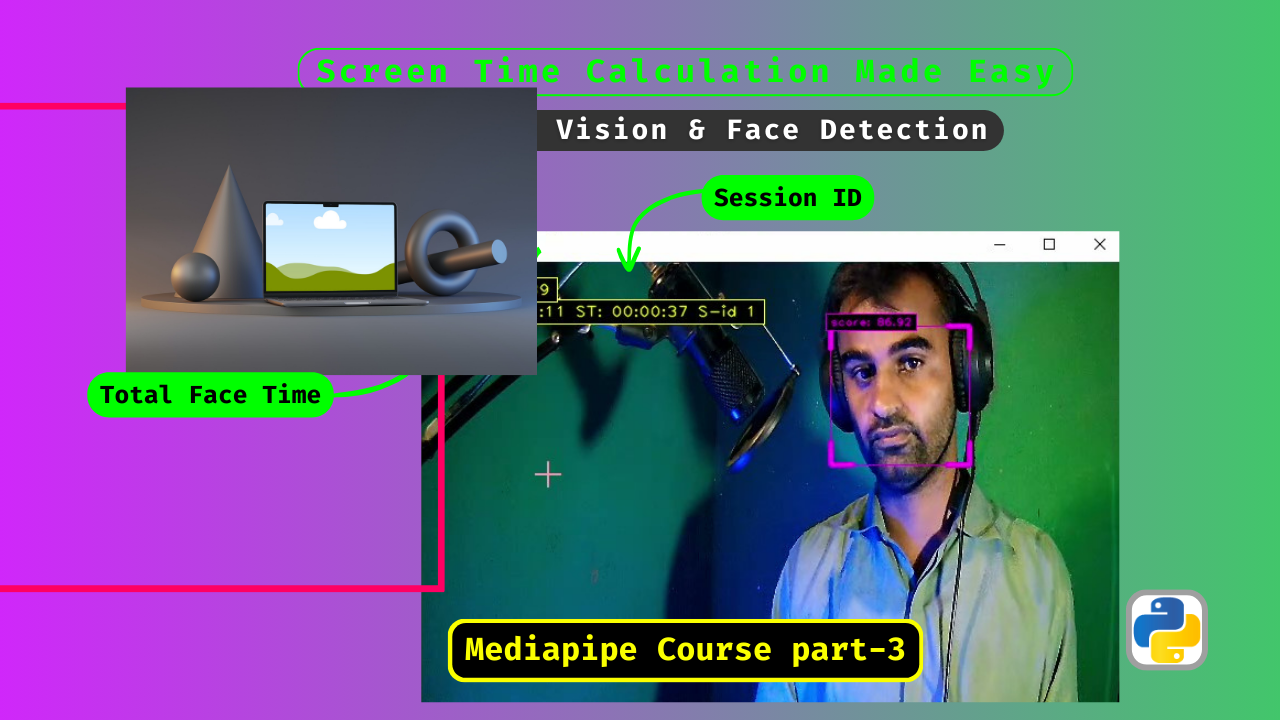 Screen Time Calculation Made Easy
Vision & Face Detection
Session ID
9
:11 ST: 00:00:37 S-id 1
score: 86.92
Total Face Time
Mediapipe Course part-3